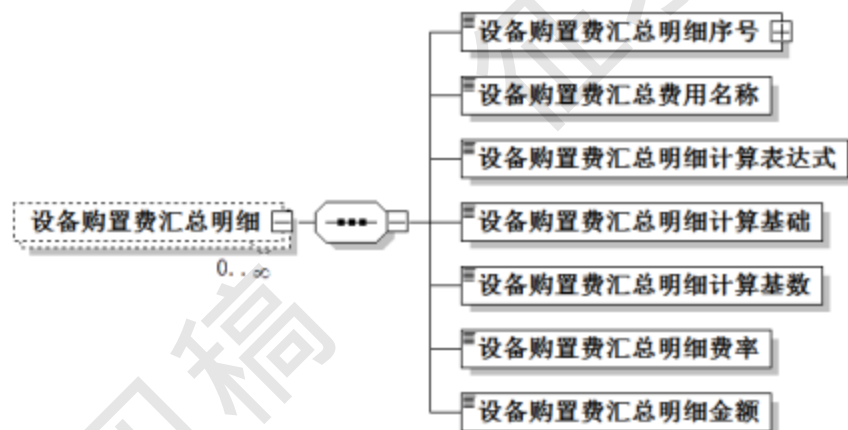 设备购置费汇总明细序号
设备购置费汇总费用名称
设备购置费汇总明细计算表达式
设备购置费汇总明细
0..∞
设备购置费汇总明细计算基础
设备购置费汇总明细计算基数
设备购置费汇总明细费率
设备购置费汇总明细金额
稿